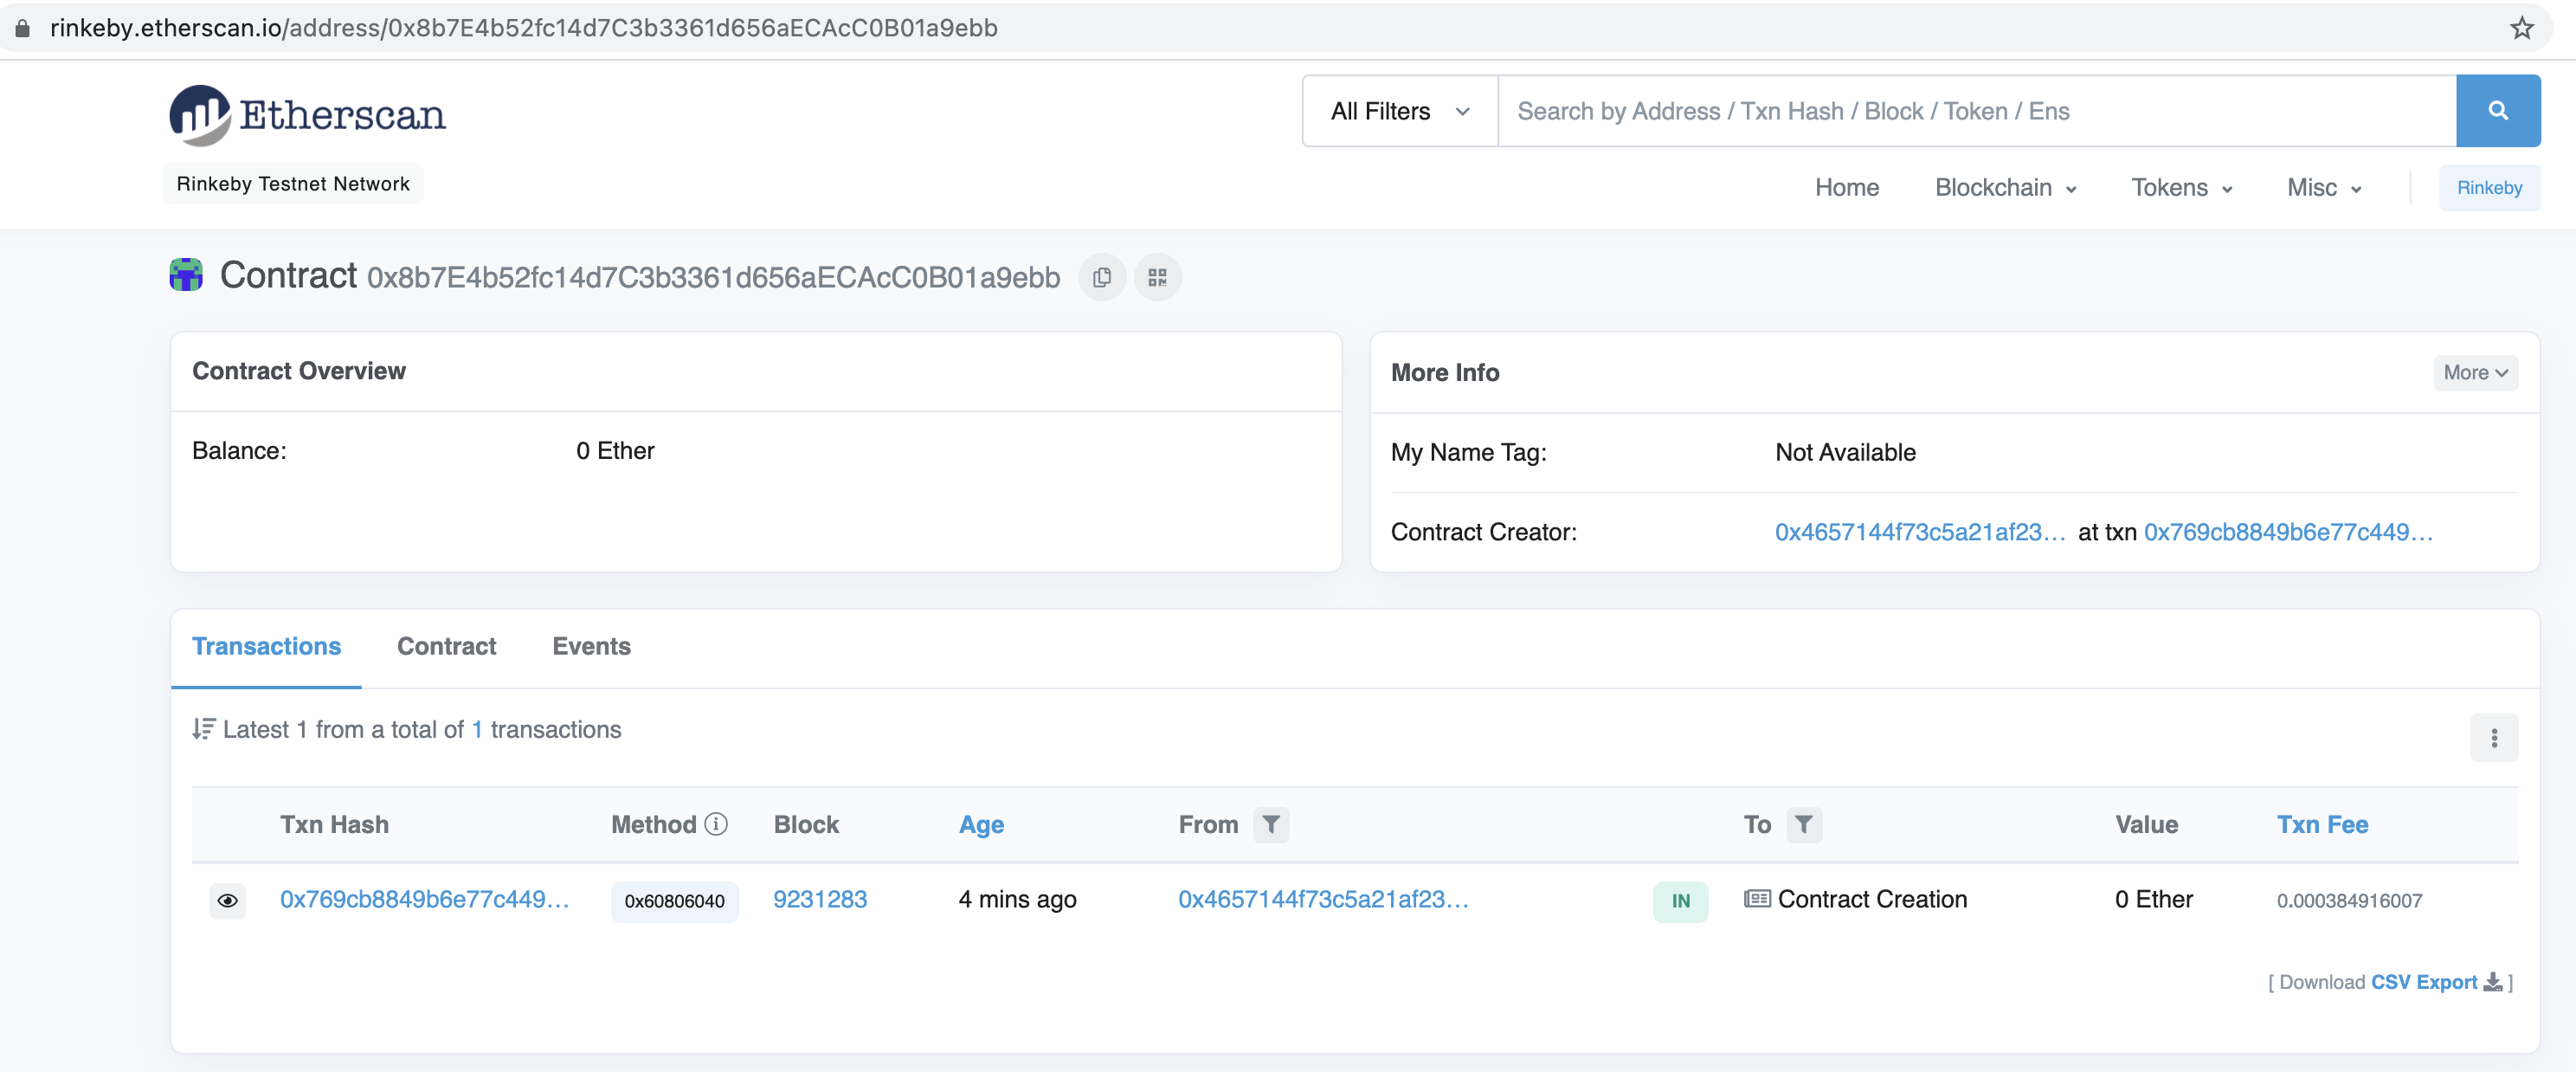 rinkeby.etherscan.io/address/0x8b7E4b52fc14d7C3b3361d656aECAcC0B01a9ebb
Etherscan
All Filters
Search by Address / Txn Hash / Block / Token / Ens
Rinkeby Testnet Network
Home Blockchain Tokens Misc Rinkeby
Contract 0x8b7E4b52fc14d7C3b3361d656aECAcC0B01a9ebb
Contract Overview
Balance: 0 Ether
More Info More
My Name Tag: Not Available
Contract Creator: 0x4657144f73c5a21af23... at txn 0x769cb8849b6e77c449...
Transactions Contract Events
Latest 1 from a total of 1 transactions
Txn Hash Method Block Age From To Value Txn Fee
0x769cb8849b6e77c449... 0x60806040 9231283 4 mins ago 0x4657144f73c5a21af23... IN Contract Creation 0 Ether 0.000384916007
[ Download CSV Export ]